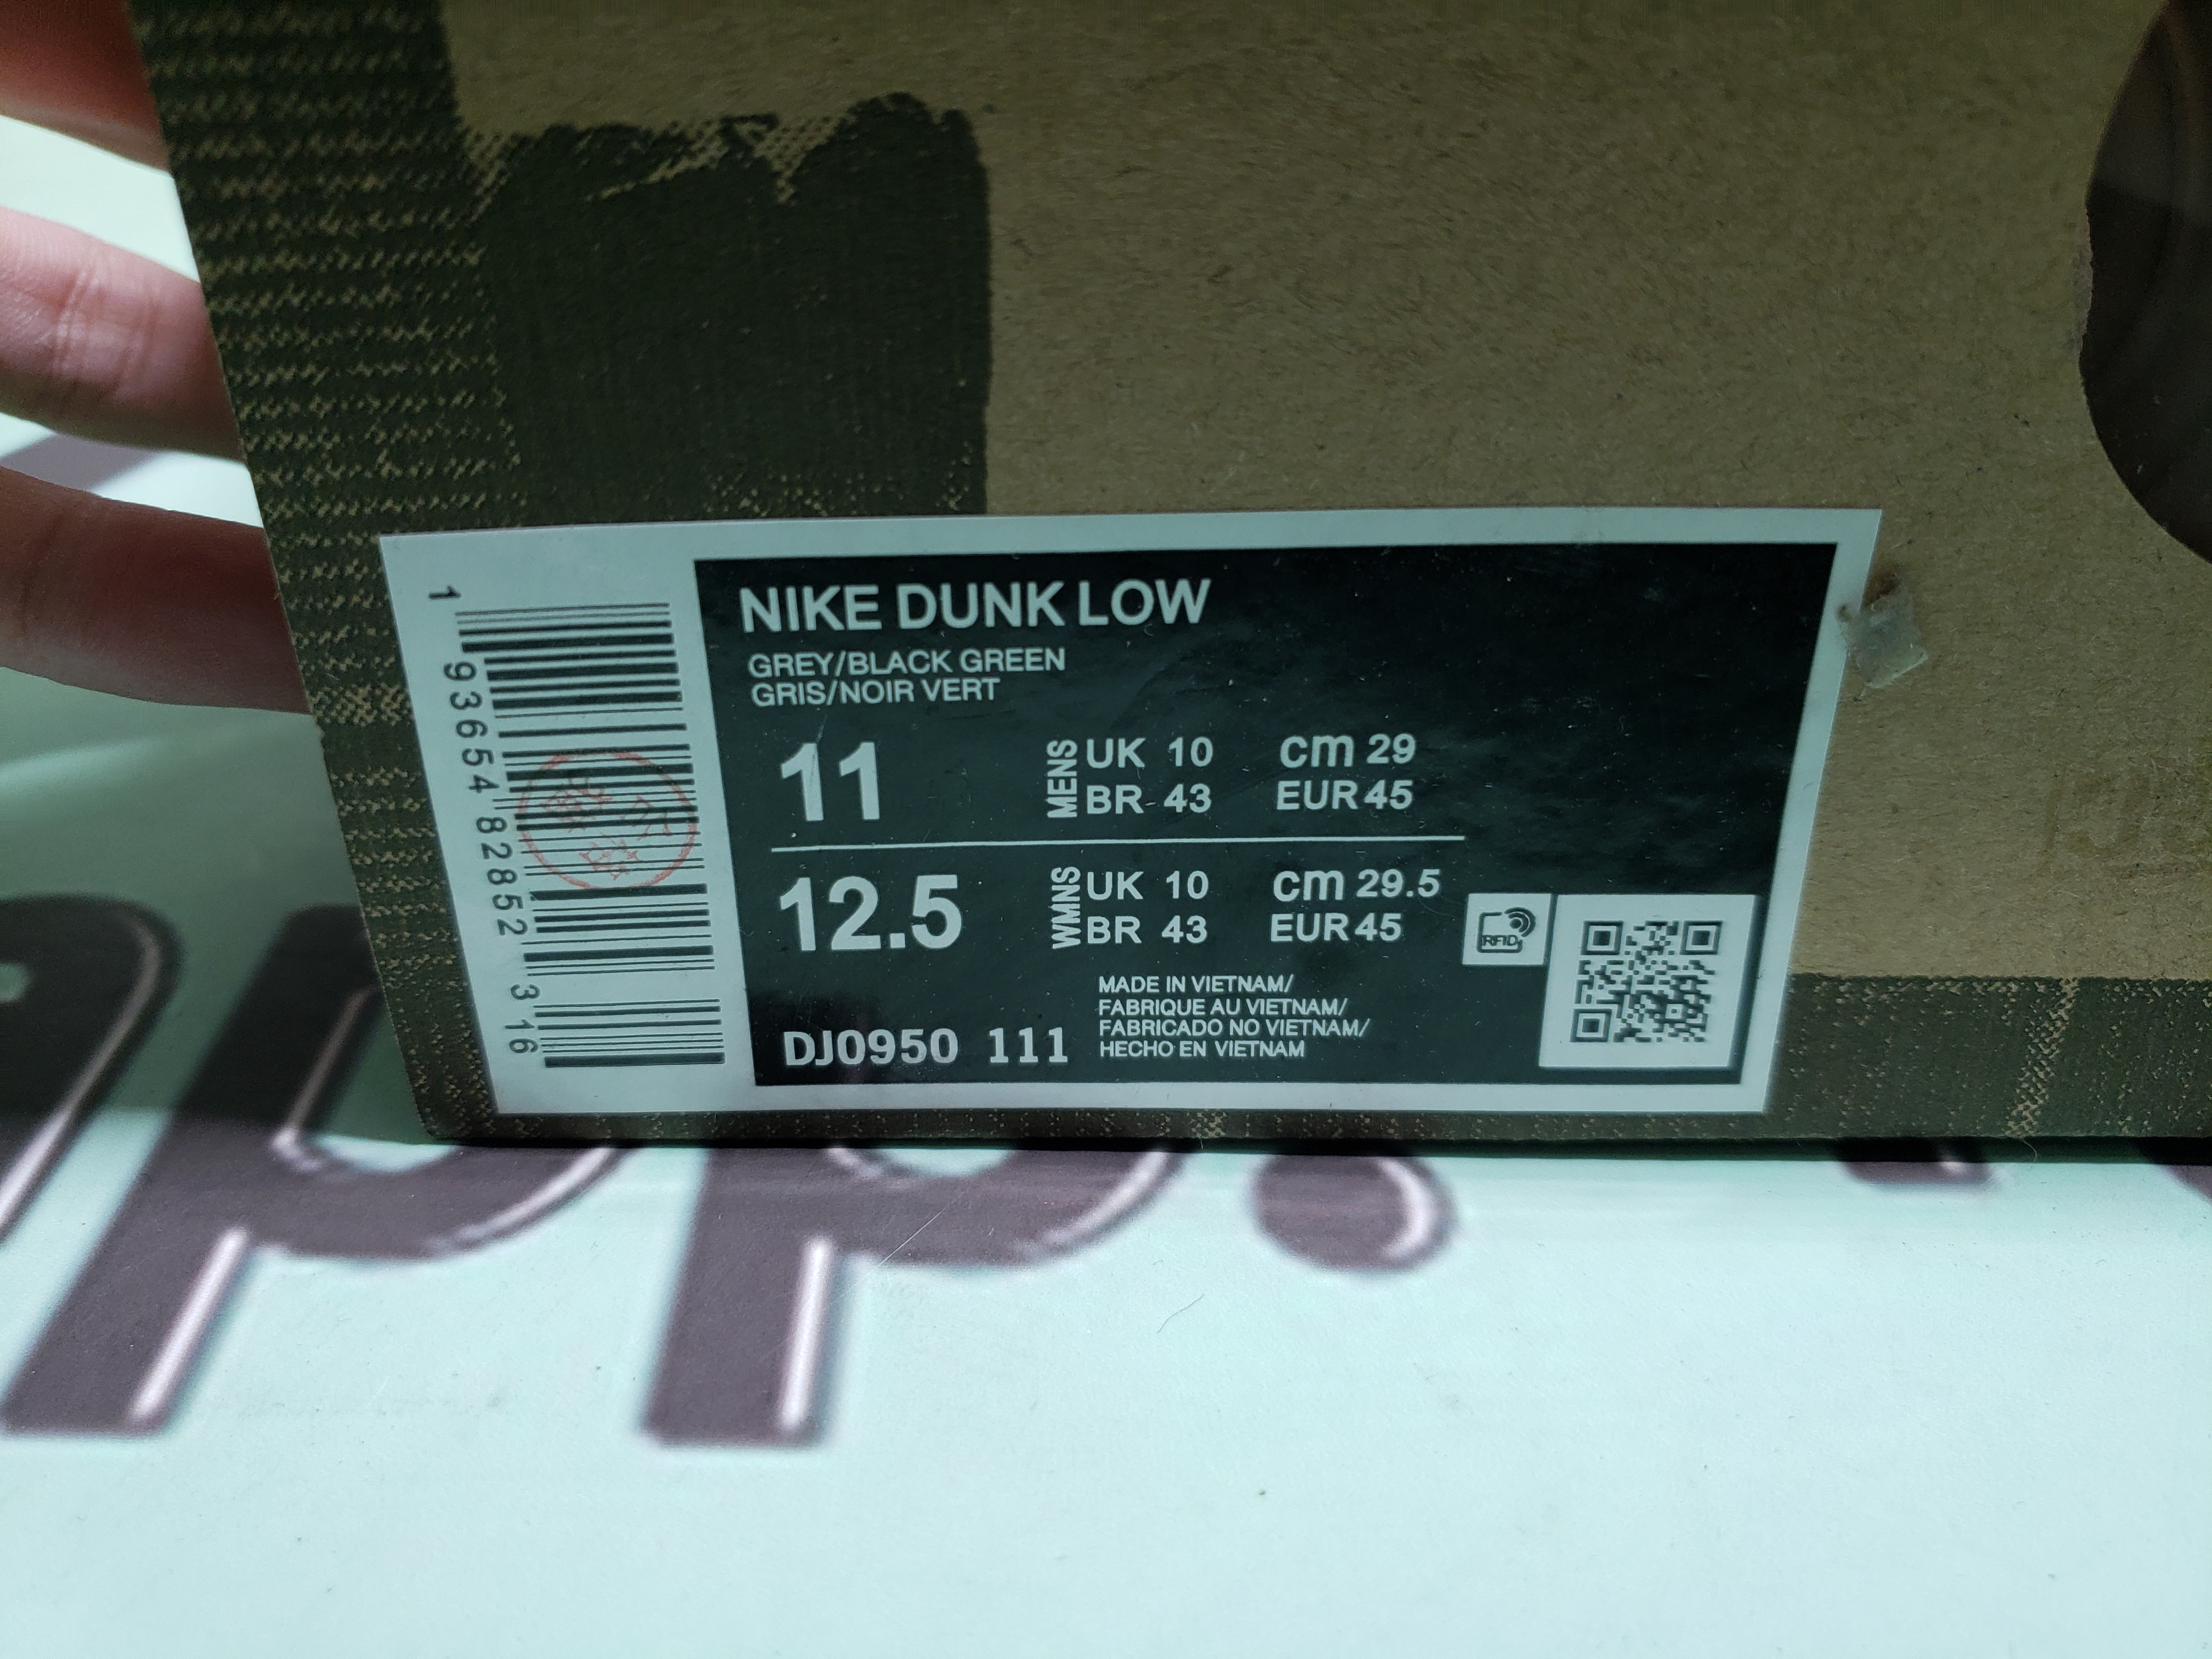 NIKE DUNK LOW
GREY/BLACK GREEN
GRIS/NOIR VERT
11 MENS UK 10 cm 29
BR 43 EUR 45
12.5 WMNS UK 10 cm 29.5
BR 43 EUR 45
RFID
MADE IN VIETNAM/
FABRIQUE AU VIETNAM/
FABRICADO NO VIETNAM/
HECHO EN VIETNAM
DJ0950 111
1 93654 82852 3 16
pp.